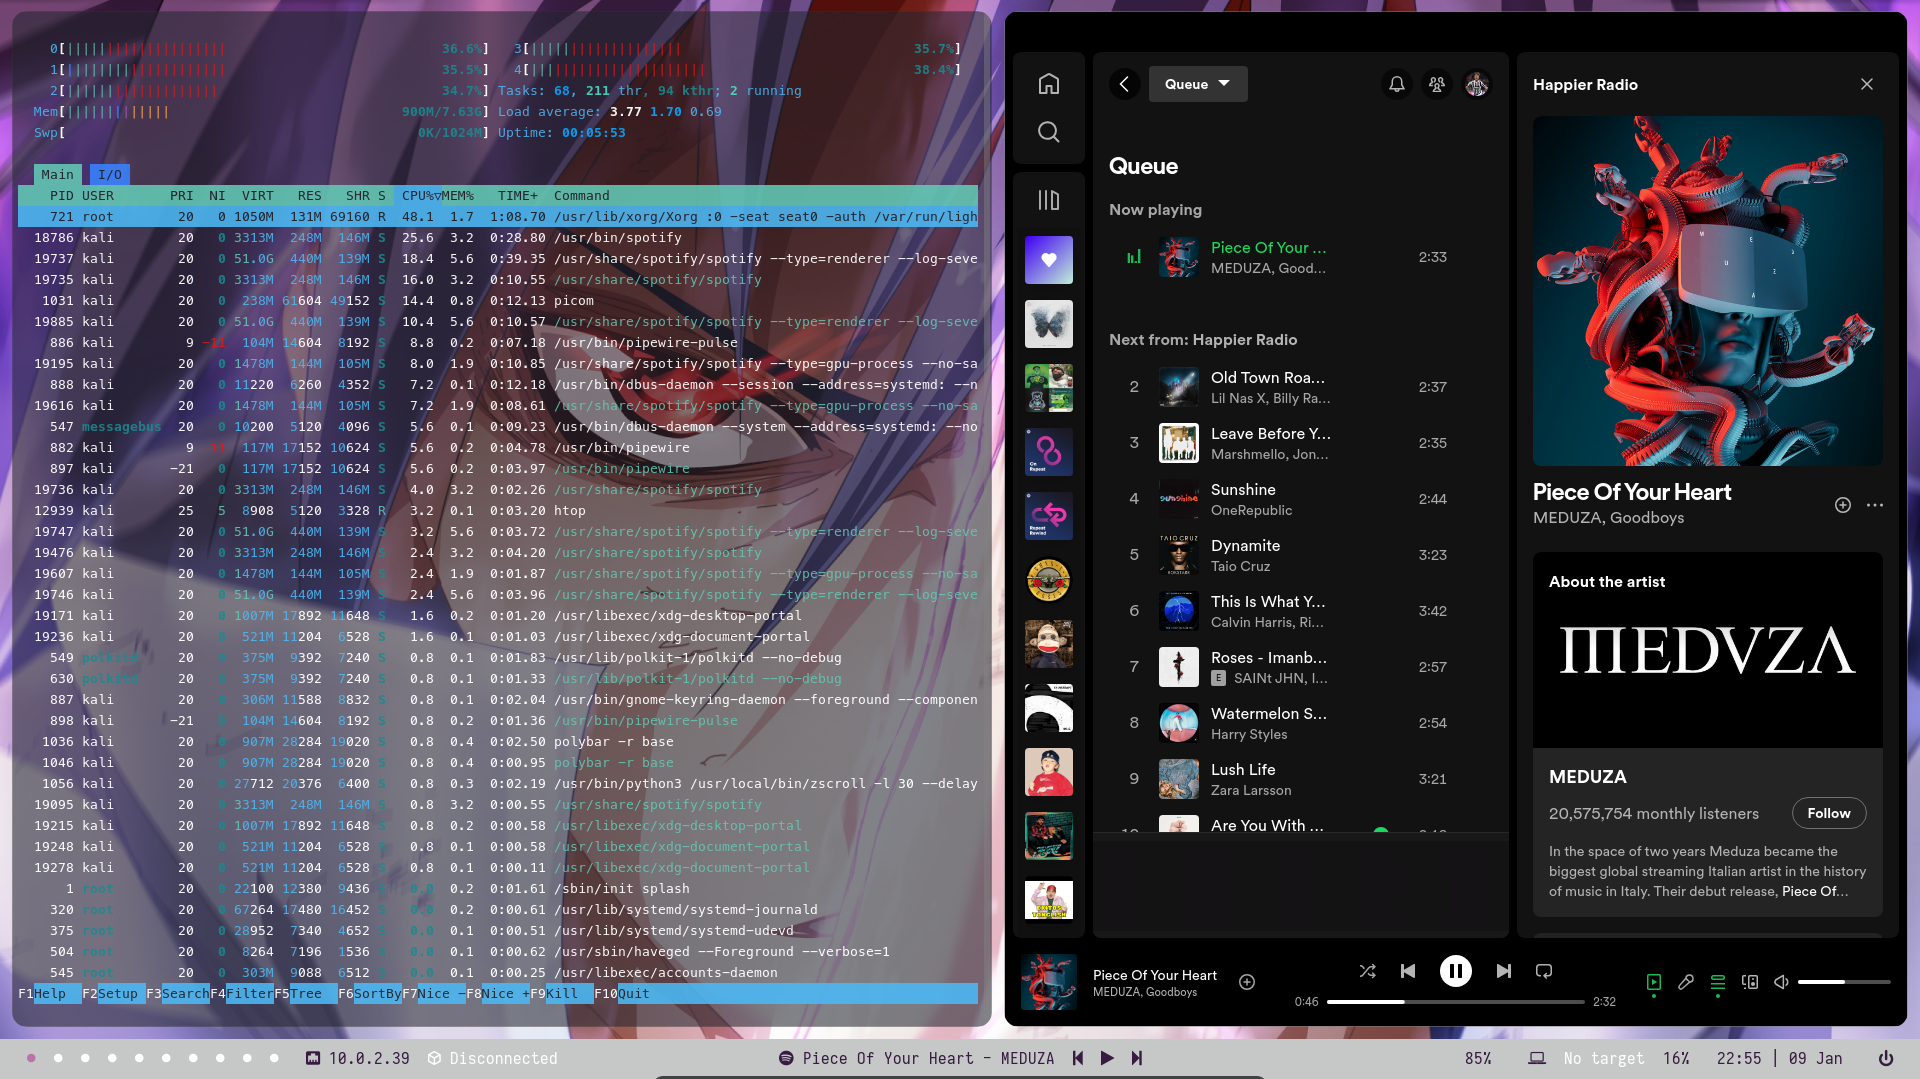 0[ 36.6%] 3[ 35.7%]
1[ 35.5%] 4[ 38.4%]
2[ 34.7%] Tasks: 68, 211 thr, 94 kthr; 2 running
Mem[ 900M/7.63G] Load average: 3.77 1.70 0.69
Swp[ 0K/1024M] Uptime: 00:05:53
Main I/O
PID USER PRI NI VIRT RES SHR S CPU%▽MEM% TIME+ Command
721 root 20 0 1050M 131M 69160 R 48.1 1.7 1:08.70 /usr/lib/xorg/Xorg :0 -seat seat0 -auth /var/run/ligh
18786 kali 20 0 3313M 248M 146M S 25.6 3.2 0:28.80 /usr/bin/spotify
19737 kali 20 0 51.0G 440M 139M S 18.4 5.6 0:39.35 /usr/share/spotify/spotify --type=renderer --log-seve
19735 kali 20 0 3313M 248M 146M S 16.0 3.2 0:10.55 /usr/share/spotify/spotify
1031 kali 20 0 238M 61604 49152 S 14.4 0.8 0:12.13 picom
19885 kali 20 0 51.0G 440M 139M S 10.4 5.6 0:10.57 /usr/share/spotify/spotify --type=renderer --log-seve
886 kali 9 -11 104M 14604 8192 S 8.8 0.2 0:07.18 /usr/bin/pipewire-pulse
19195 kali 20 0 1478M 144M 105M S 8.0 1.9 0:10.85 /usr/share/spotify/spotify --type=gpu-process --no-sa
888 kali 20 0 11220 6260 4352 S 7.2 0.1 0:12.18 /usr/bin/dbus-daemon --session --address=systemd: --n
19616 kali 20 0 1478M 144M 105M S 7.2 1.9 0:08.61 /usr/share/spotify/spotify --type=gpu-process --no-sa
547 messagebus 20 0 10200 5120 4096 S 5.6 0.1 0:09.23 /usr/bin/dbus-daemon --system --address=systemd: --no
882 kali 9 -11 117M 17152 10624 S 5.6 0.2 0:04.78 /usr/bin/pipewire
897 kali -21 0 117M 17152 10624 S 5.6 0.2 0:03.97 /usr/bin/pipewire
19736 kali 20 0 3313M 248M 146M S 4.0 3.2 0:02.26 /usr/share/spotify/spotify
12939 kali 25 5 8908 5120 3328 R 3.2 0.1 0:03.20 htop
19747 kali 20 0 51.0G 440M 139M S 3.2 5.6 0:03.72 /usr/share/spotify/spotify --type=renderer --log-seve
19476 kali 20 0 3313M 248M 146M S 2.4 3.2 0:04.20 /usr/share/spotify/spotify
19607 kali 20 0 1478M 144M 105M S 2.4 1.9 0:01.87 /usr/share/spotify/spotify --type=gpu-process --no-sa
19746 kali 20 0 51.0G 440M 139M S 2.4 5.6 0:03.96 /usr/share/spotify/spotify --type=renderer --log-seve
19171 kali 20 0 1007M 17892 11648 S 1.6 0.2 0:01.20 /usr/libexec/xdg-desktop-portal
19236 kali 20 0 521M 11204 6528 S 1.6 0.1 0:01.03 /usr/libexec/xdg-document-portal
549 polkitd 20 0 375M 9392 7240 S 0.8 0.1 0:01.83 /usr/lib/polkit-1/polkitd --no-debug
630 polkitd 20 0 375M 9392 7240 S 0.8 0.1 0:01.33 /usr/lib/polkit-1/polkitd --no-debug
887 kali 20 0 306M 11588 8832 S 0.8 0.1 0:02.04 /usr/bin/gnome-keyring-daemon --foreground --componen
898 kali -21 0 104M 14604 8192 S 0.8 0.2 0:01.36 /usr/bin/pipewire-pulse
1036 kali 20 0 907M 28284 19020 S 0.8 0.4 0:02.50 polybar -r base
1046 kali 20 0 907M 28284 19020 S 0.8 0.4 0:00.95 polybar -r base
1056 kali 20 0 27712 20376 6400 S 0.8 0.3 0:02.19 /usr/bin/python3 /usr/local/bin/zscroll -l 30 --delay
19095 kali 20 0 3313M 248M 146M S 0.8 3.2 0:00.55 /usr/share/spotify/spotify
19215 kali 20 0 1007M 17892 11648 S 0.8 0.2 0:00.58 /usr/libexec/xdg-desktop-portal
19248 kali 20 0 521M 11204 6528 S 0.8 0.1 0:00.58 /usr/libexec/xdg-document-portal
19278 kali 20 0 521M 11204 6528 S 0.8 0.1 0:00.11 /usr/libexec/xdg-document-portal
1 root 20 0 22100 12380 9436 S 0.0 0.2 0:01.61 /sbin/init splash
320 root 20 0 67264 17480 16452 S 0.0 0.2 0:00.61 /usr/lib/systemd/systemd-journald
375 root 20 0 28952 7340 4652 S 0.0 0.1 0:00.51 /usr/lib/systemd/systemd-udevd
504 root 20 0 8264 7196 1536 S 0.0 0.1 0:00.62 /usr/sbin/haveged --Foreground --verbose=1
545 root 20 0 303M 9088 6512 S 0.0 0.1 0:00.25 /usr/libexec/accounts-daemon
F1Help F2Setup F3SearchF4FilterF5Tree F6SortByF7Nice -F8Nice +F9Kill F10Quit
On Repeat
Repeat Rewind
Queue
Queue
Now playing
Piece Of Your ...
MEDUZA, Good...
2:33
Next from: Happier Radio
2 Old Town Roa... 2:37
Lil Nas X, Billy Ra...
3 Leave Before Y... 2:35
Marshmello, Jon...
4 Sunshine 2:44
OneRepublic
5 Dynamite 3:23
Taio Cruz
6 This Is What Y... 3:42
Calvin Harris, Ri...
7 Roses - Imanb... 2:57
E SAINt JHN, I...
8 Watermelon S... 2:54
Harry Styles
9 Lush Life 3:21
Zara Larsson
Are You With ...
Happier Radio
Piece Of Your Heart
MEDUZA, Goodboys
About the artist
MEDUZA
MEDUZA
20,575,754 monthly listeners
Follow
In the space of two years Meduza became the
biggest global streaming Italian artist in the history
of music in Italy. Their debut release, Piece Of...
Piece Of Your Heart
MEDUZA, Goodboys
0:46
2:32
10.0.2.39 Disconnected
Piece Of Your Heart - MEDUZA
85% No target 16% 22:55 | 09 Jan